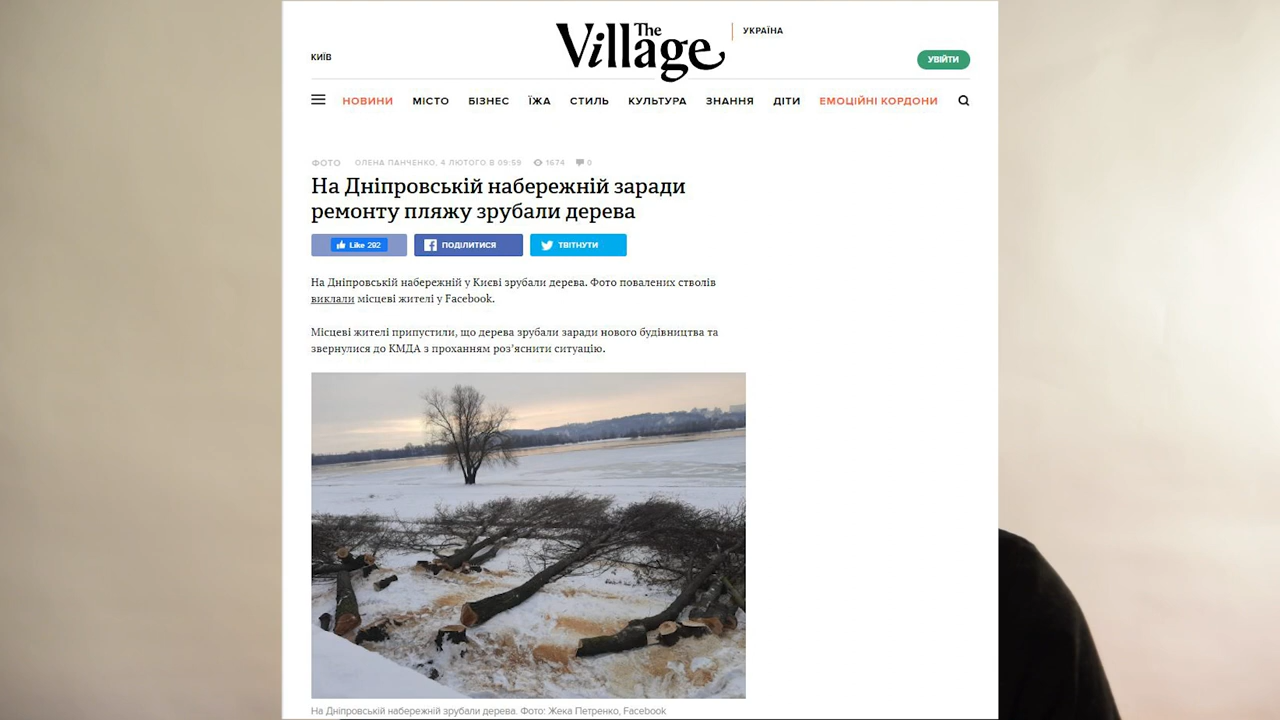 The
Village
УКРАЇНА
КИЇВ
УВІЙТИ
НОВИНИ МІСТО БІЗНЕС ЇЖА СТИЛЬ КУЛЬТУРА ЗНАННЯ ДІТИ ЕМОЦІЙНІ КОРДОНИ
ФОТО ОЛЕНА ПАНЧЕНКО, 4 ЛЮТОГО В 09:59 1674 0
На Дніпровській набережній заради
ремонту пляжу зрубали дерева
Like 292 ПОДІЛИТИСЯ ТВІТНУТИ
На Дніпровській набережній у Києві зрубали дерева. Фото повалених стволів
виклали місцеві жителі у Facebook.
Місцеві жителі припустили, що дерева зрубали заради нового будівництва та
звернулися до КМДА з проханням роз’яснити ситуацію.
На Дніпровській набережній зрубали дерева. Фото: Жека Петренко, Facebook